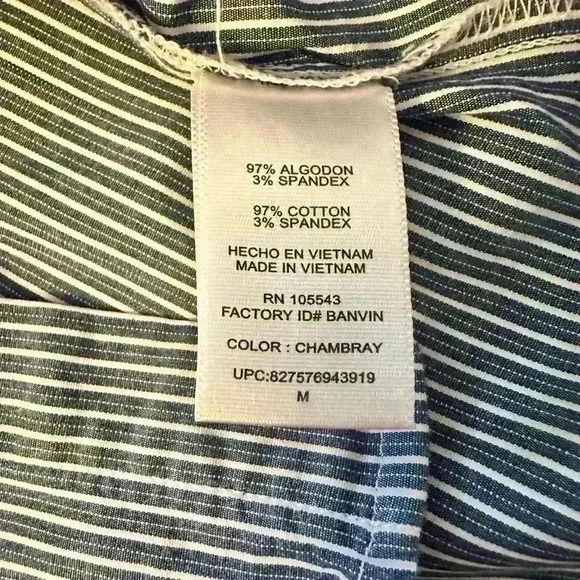 97% ALGODON
3% SPANDEX
97% COTTON
3% SPANDEX
HECHO EN VIETNAM
MADE IN VIETNAM
RN 105543
FACTORY ID# BANVIN
COLOR : CHAMBRAY
UPC:827576943919
M